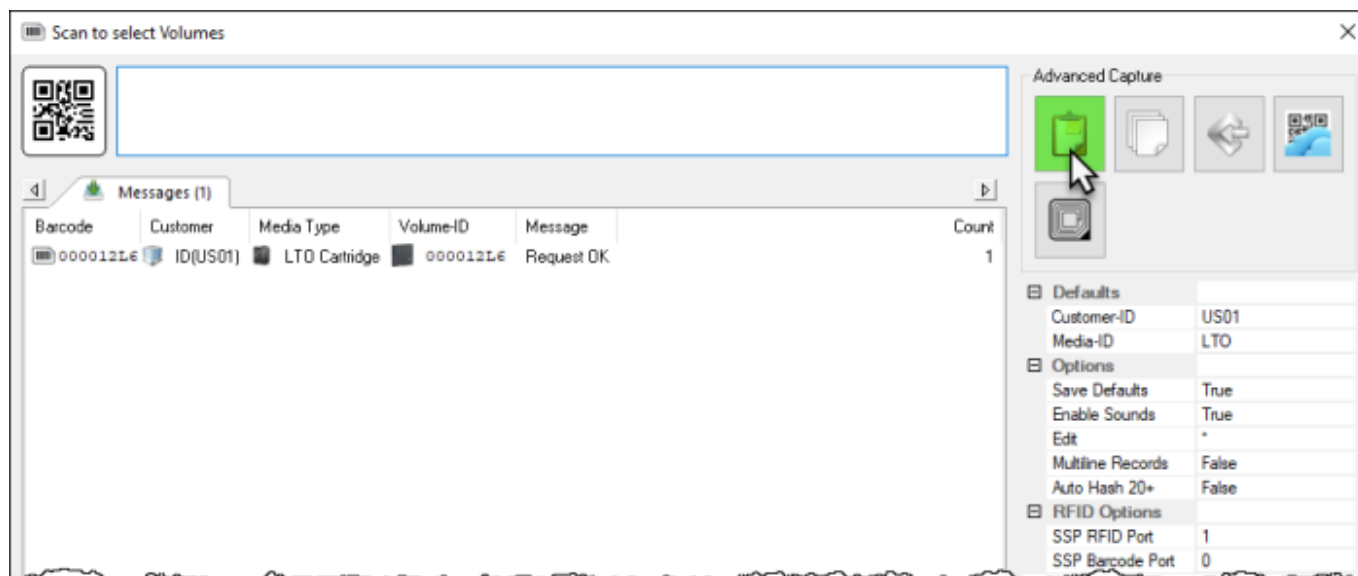 Scan to select Volumes
Advanced Capture
Messages (1)
Barcode Customer Media Type Volume-ID Message Count
000012L6 ID(US01) LTO Cartridge 000012L6 Request OK 1
Defaults
Customer-ID US01
Media-ID LTO
Options
Save Defaults True
Enable Sounds True
Edit *
Multiline Records False
Auto Hash 20+ False
RFID Options
SSP RFID Port 1
SSP Barcode Port 0